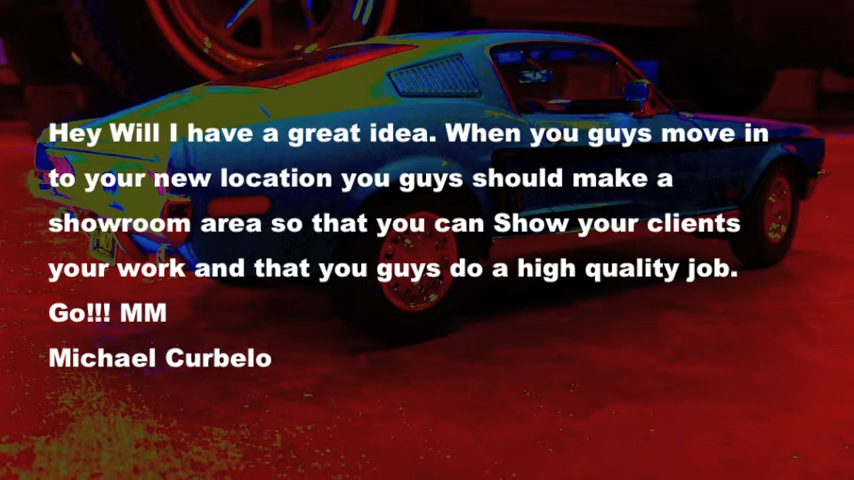 Hey Will I have a great idea. When you guys move in
to your new location you guys should make a
showroom area so that you can Show your clients
your work and that you guys do a high quality job.
Go!!! MM
Michael Curbelo